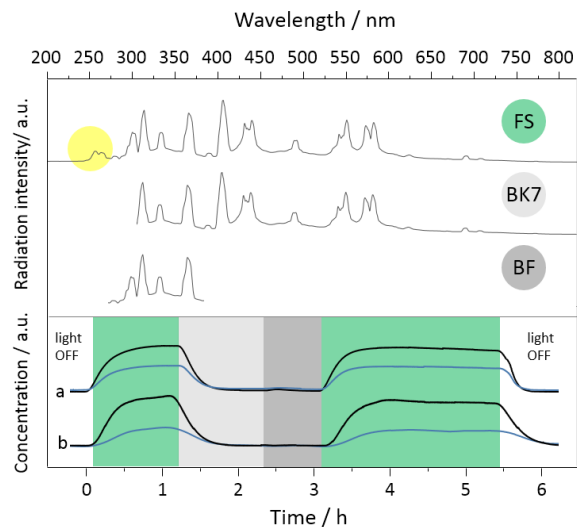 Wavelength / nm
200 250 300 350 400 450 500 550 600 650 700 750 800
Radiation intensity/ a.u.
FS
BK7
BF
Concentration / a.u.
light
OFF
light
OFF
a
b
0 1 2 3 4 5 6
Time / h